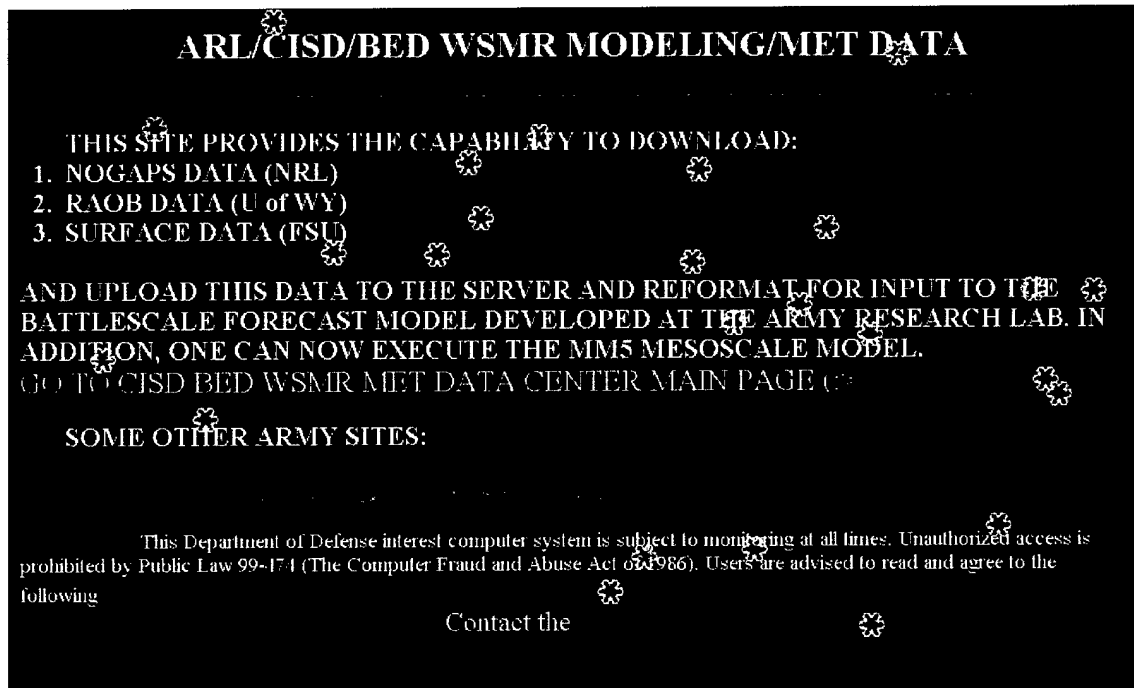 ARL/CISD/BED WSMR MODELING/MET DATA
THIS SITE PROVIDES THE CAPABILITY TO DOWNLOAD:
1. NOGAPS DATA (NRL)
2. RAOB DATA (U of WY)
3. SURFACE DATA (FSU)
AND UPLOAD THIS DATA TO THE SERVER AND REFORMAT FOR INPUT TO THE
BATTLESCALE FORECAST MODEL DEVELOPED AT THE ARMY RESEARCH LAB. IN
ADDITION, ONE CAN NOW EXECUTE THE MM5 MESOSCALE MODEL.
GO TO CISD BED WSMR MET DATA CENTER MAIN PAGE
SOME OTHER ARMY SITES:
This Department of Defense interest computer system is subject to monitoring at all times. Unauthorized access is
prohibited by Public Law 99-474 (The Computer Fraud and Abuse Act of 1986). Users are advised to read and agree to the
following
Contact the